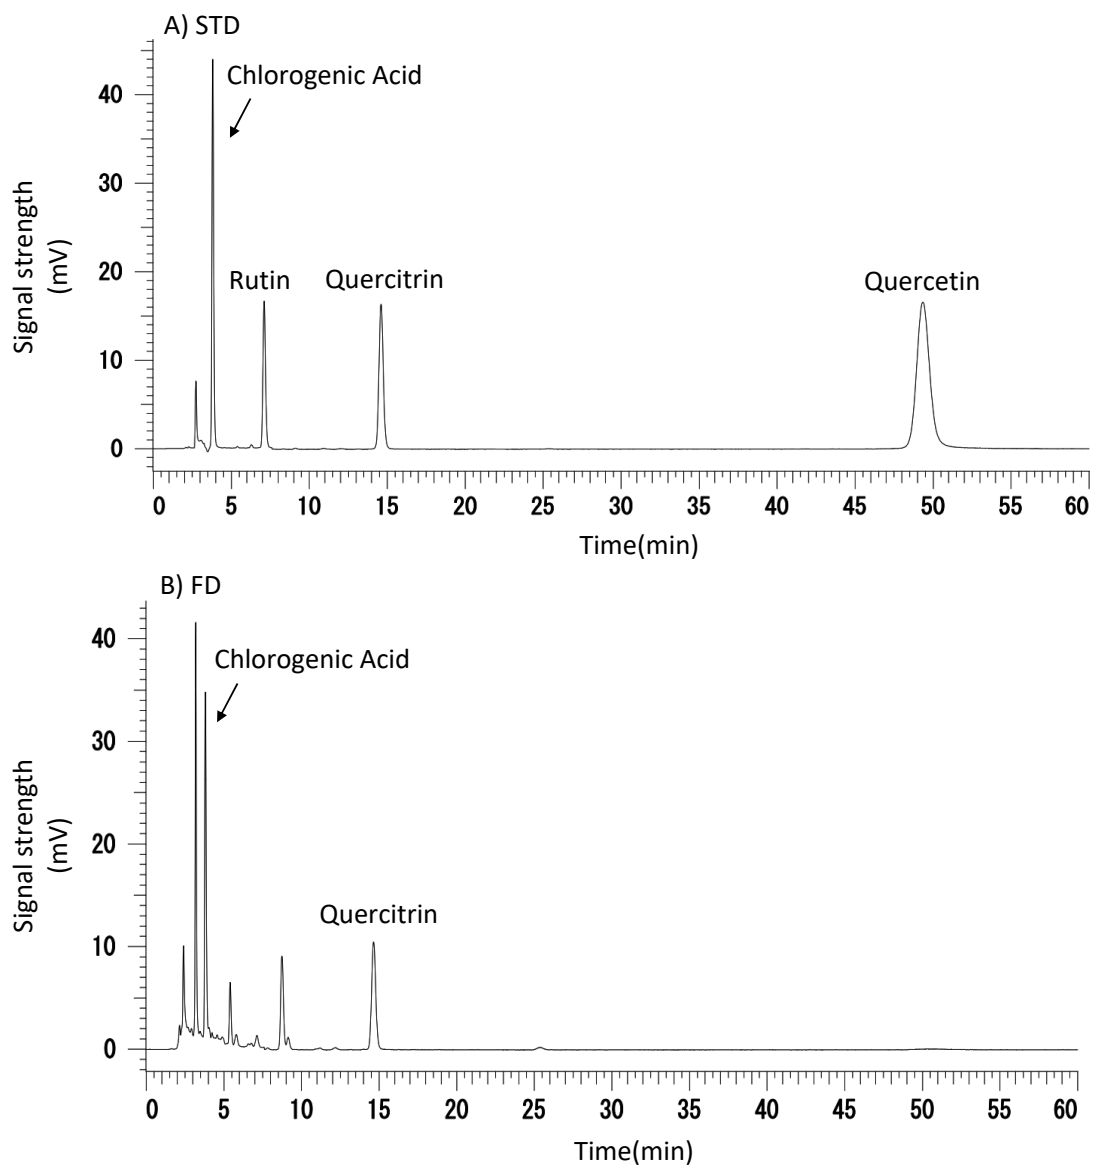 A) STD
Chlorogenic Acid
Rutin
Quercitrin
Quercetin
Signal strength
(mV)
40
30
20
10
0
0 5 10 15 20 25 30 35 40 45 50 55 60
Time(min)
B) FD
Chlorogenic Acid
Quercitrin
Signal strength
(mV)
40
30
20
10
0
0 5 10 15 20 25 30 35 40 45 50 55 60
Time(min)